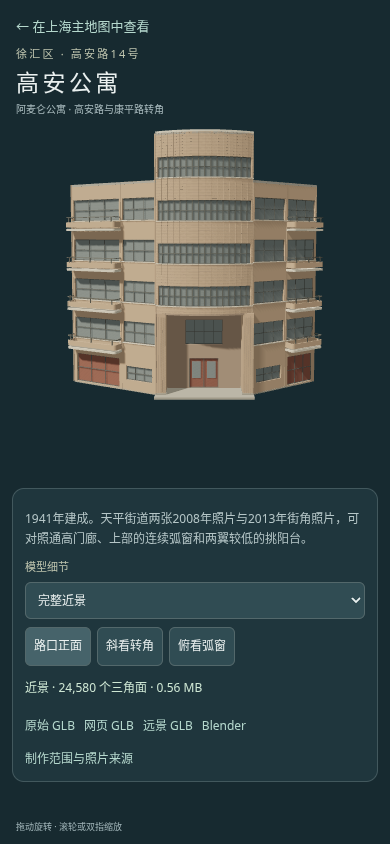 ← 在上海主地图中查看
徐汇区 · 高安路14号
高安公寓
阿麦仑公寓 · 高安路与康平路转角
1941年建成。天平街道两张2008年照片与2013年街角照片，可
对照通高门廊、上部的连续弧窗和两翼较低的挑阳台。
模型细节
完整近景
路口正面 斜看转角 俯看弧窗
近景 · 24,580 个三角面 · 0.56 MB
原始 GLB 网页 GLB 远景 GLB Blender
制作范围与照片来源
拖动旋转 · 滚轮或双指缩放